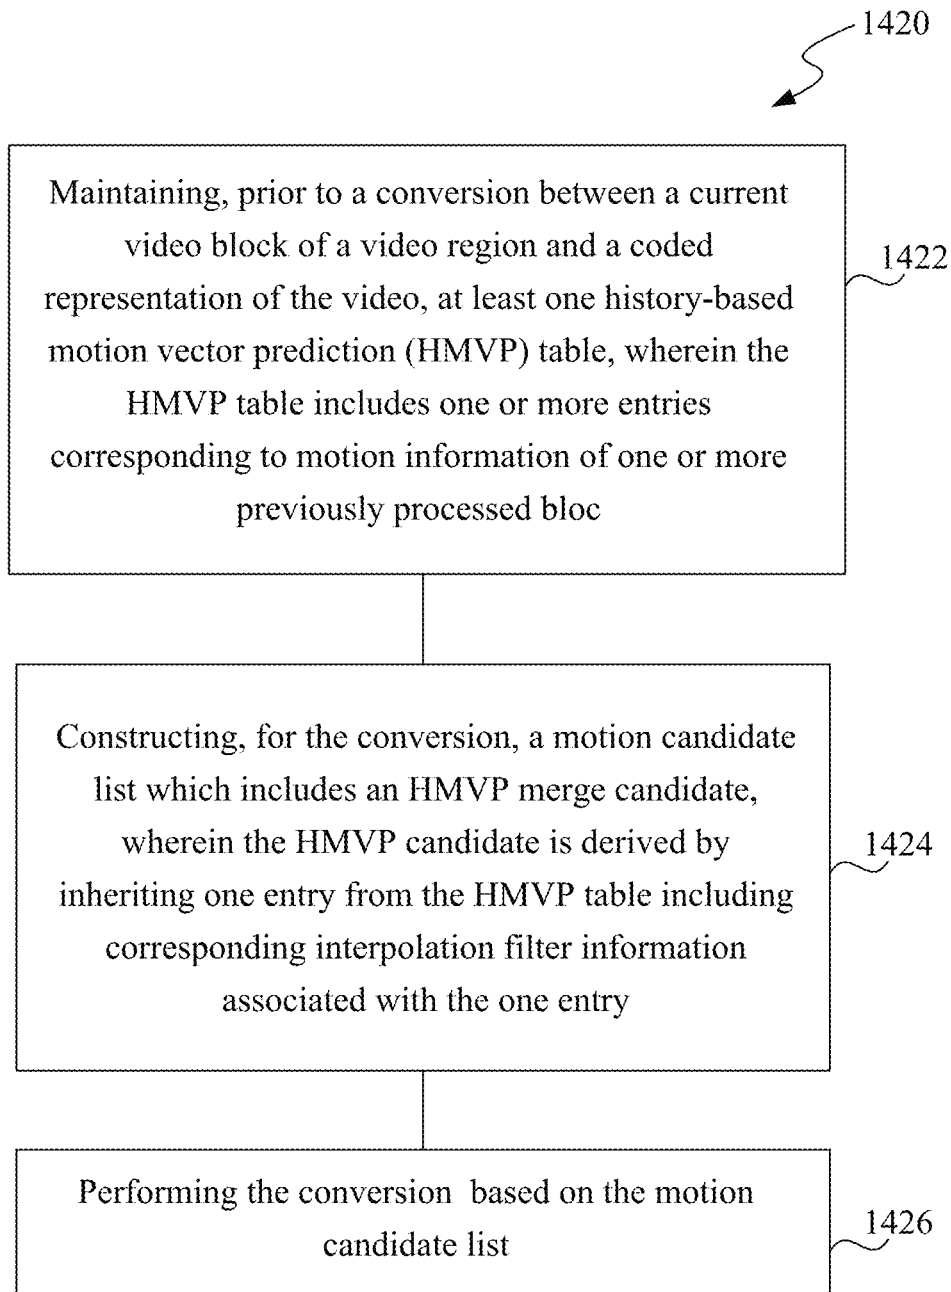 1420
Maintaining, prior to a conversion between a current
video block of a video region and a coded
representation of the video, at least one history-based
motion vector prediction (HMVP) table, wherein the
HMVP table includes one or more entries
corresponding to motion information of one or more
previously processed bloc
1422
Constructing, for the conversion, a motion candidate
list which includes an HMVP merge candidate,
wherein the HMVP candidate is derived by
inheriting one entry from the HMVP table including
corresponding interpolation filter information
associated with the one entry
1424
Performing the conversion based on the motion
candidate list
1426